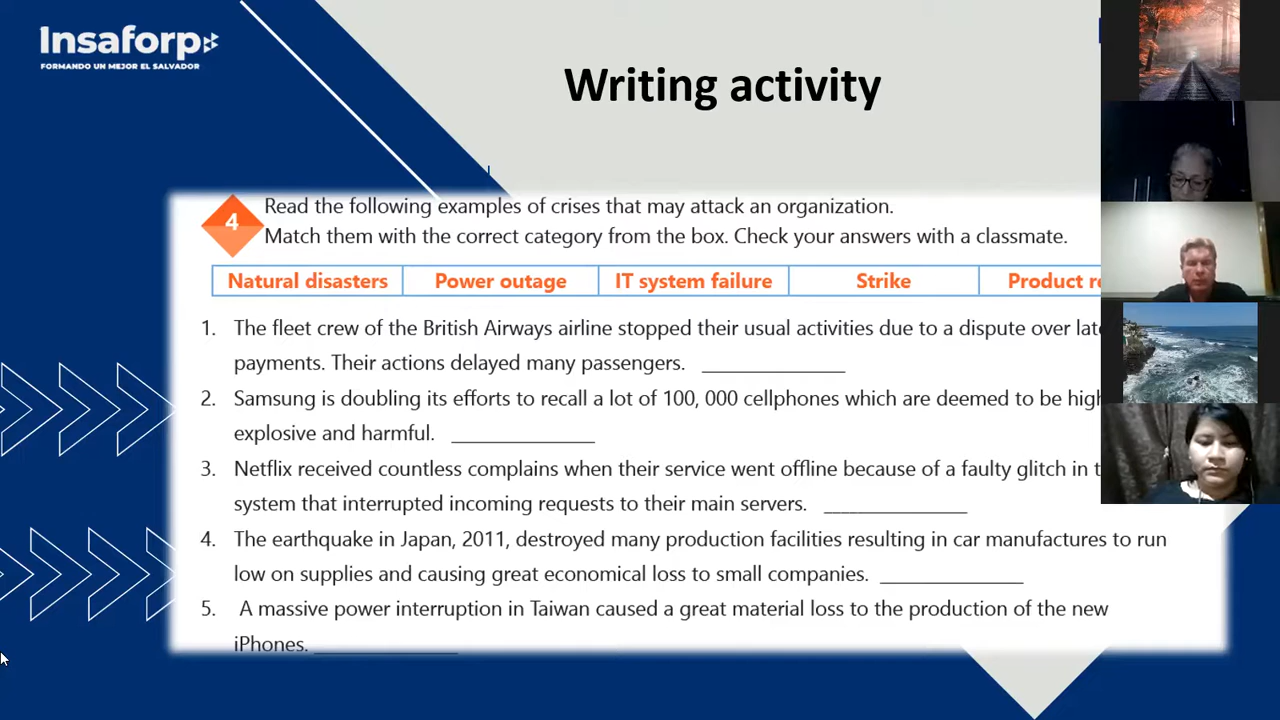 Insaforp
FORMANDO UN MEJOR EL SALVADOR
Writing activity
4
Read the following examples of crises that may attack an organization.
Match them with the correct category from the box. Check your answers with a classmate.
Natural disasters Power outage IT system failure Strike Product
1. The fleet crew of the British Airways airline stopped their usual activities due to a dispute over
payments. Their actions delayed many passengers. ____________
2. Samsung is doubling its efforts to recall a lot of 100, 000 cellphones which are deemed to be
explosive and harmful. ____________
3. Netflix received countless complains when their service went offline because of a faulty glitch in
system that interrupted incoming requests to their main servers. ____________
4. The earthquake in Japan, 2011, destroyed many production facilities resulting in car manufactures to run
low on supplies and causing great economical loss to small companies. ____________
5. A massive power interruption in Taiwan caused a great material loss to the production of the new
iPhones. ____________